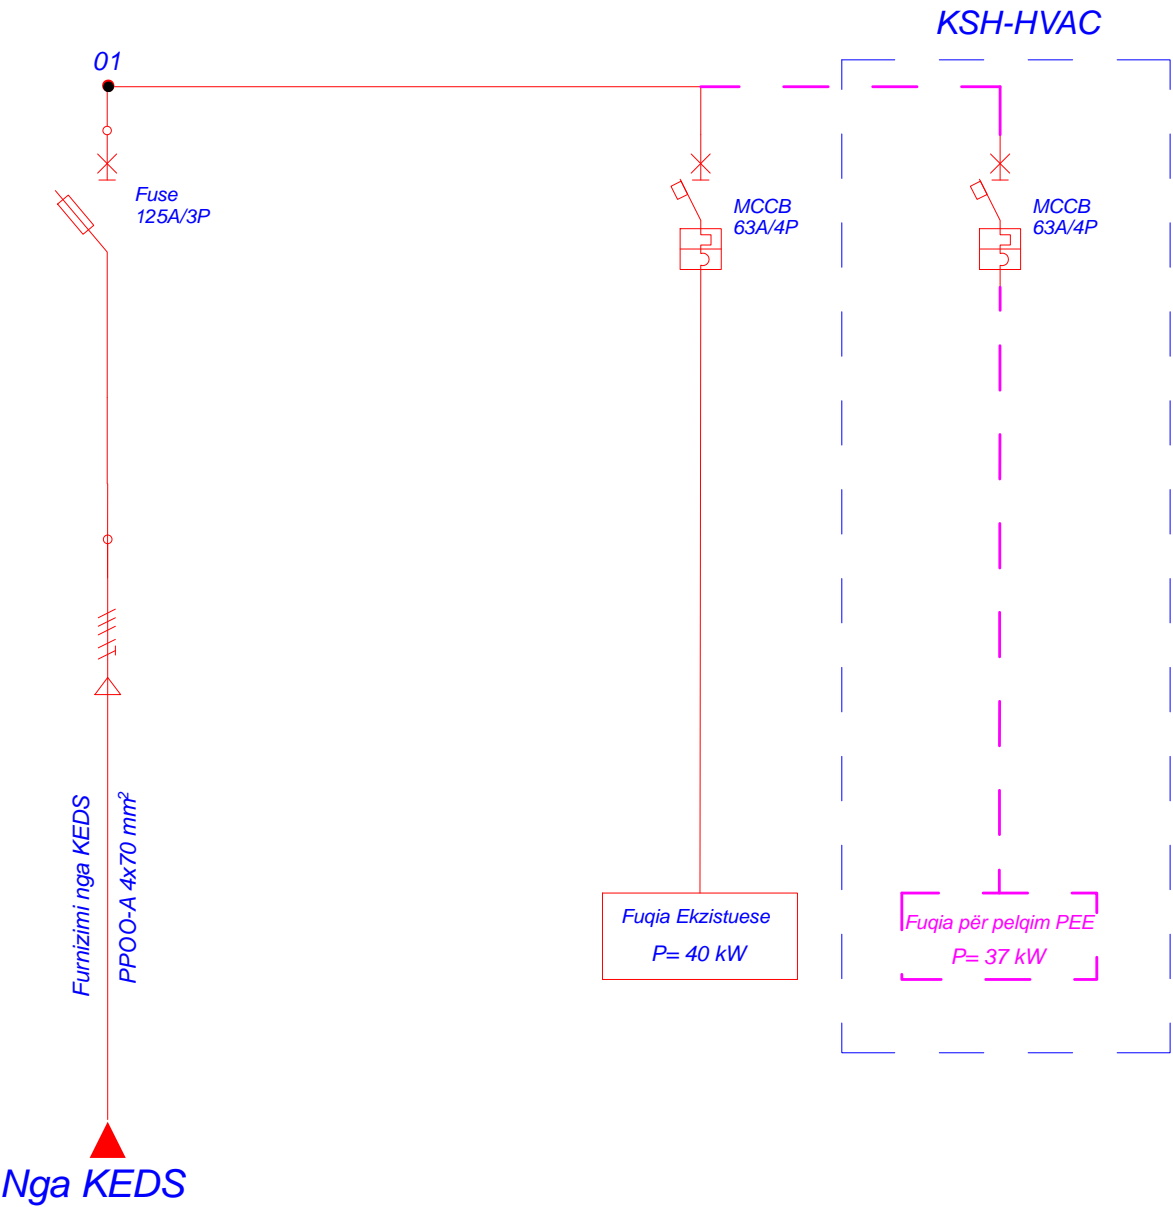 KSH-HVAC
01
Fuse
125A/3P
MCCB
63A/4P
MCCB
63A/4P
Furnizimi nga KEDS
PPOO-A 4x70 mm²
Fuqia Ekzistuese
P= 40 kW
Fuqia për pelqim PEE
P= 37 kW
Nga KEDS